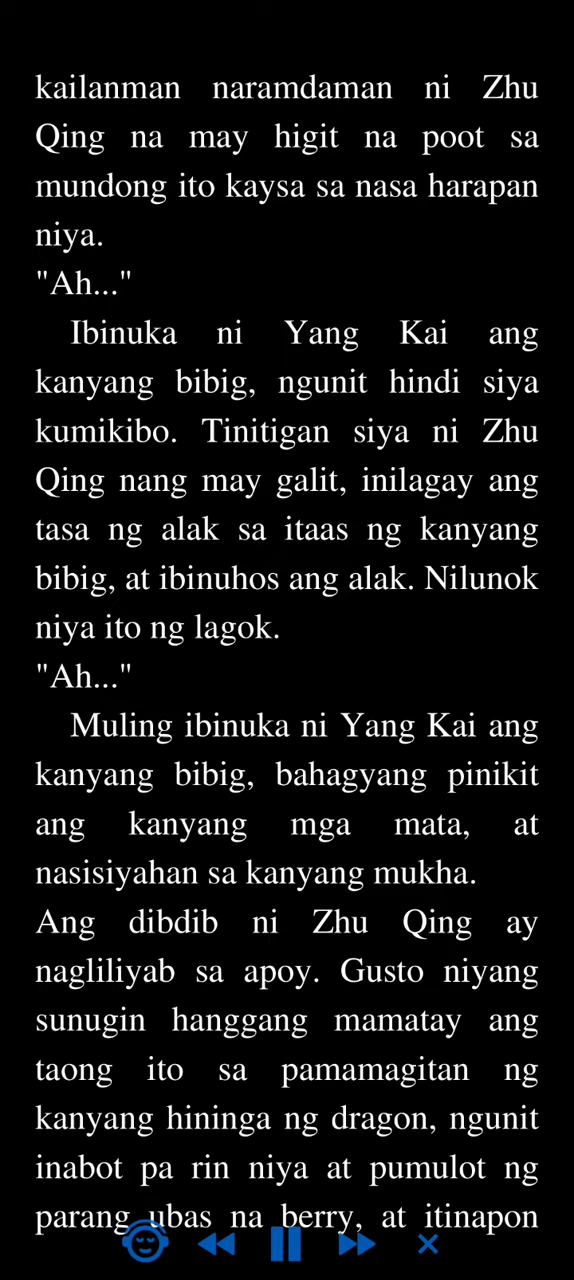 kailanman naramdaman ni Zhu
Qing na may higit na poot sa
mundong ito kaysa sa nasa harapan
niya.
"Ah..."
Ibinuka ni Yang Kai ang
kanyang bibig, ngunit hindi siya
kumikibo. Tinitigan siya ni Zhu
Qing nang may galit, inilagay ang
tasa ng alak sa itaas ng kanyang
bibig, at ibinuhos ang alak. Nilunok
niya ito ng lagok.
"Ah..."
Muling ibinuka ni Yang Kai ang
kanyang bibig, bahagyang pinikit
ang kanyang mga mata, at
nasisiyahan sa kanyang mukha.
Ang dibdib ni Zhu Qing ay
nagliliyab sa apoy. Gusto niyang
sunugin hanggang mamatay ang
taong ito sa pamamagitan ng
kanyang hininga ng dragon, ngunit
inabot pa rin niya at pumulot ng
parang ubas na berry, at itinapon